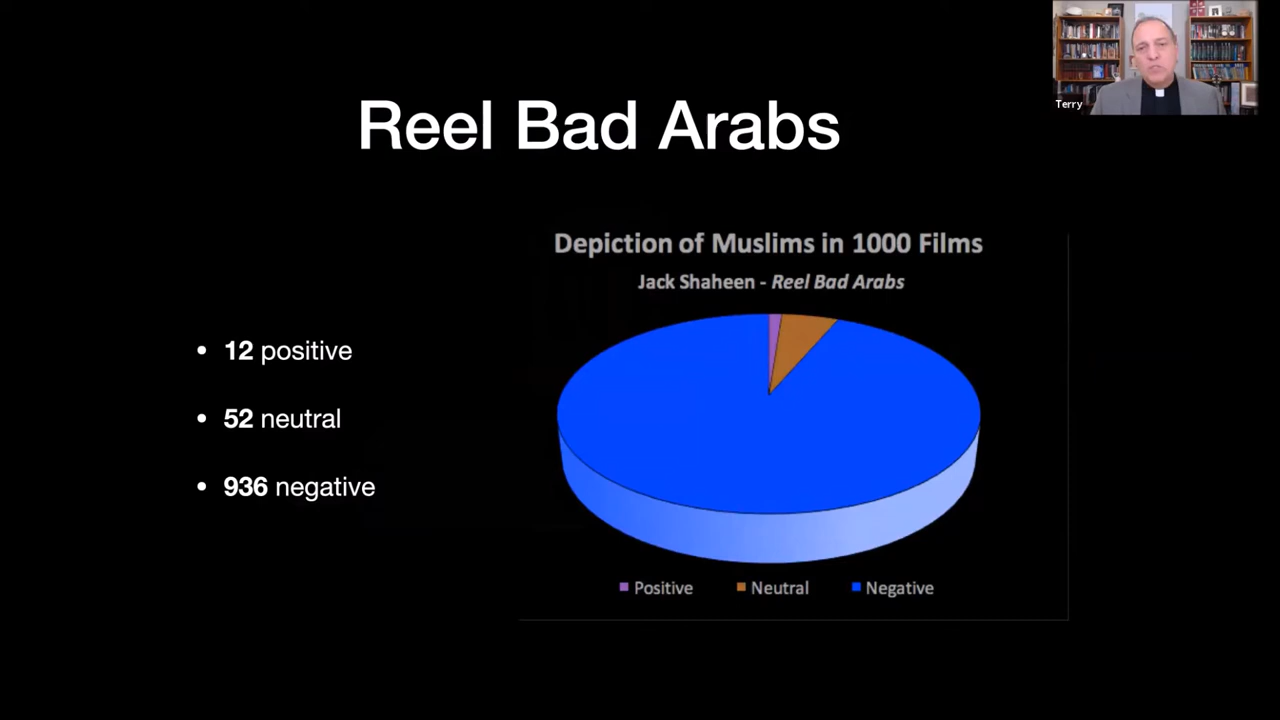 Terry
Reel Bad Arabs
• 12 positive
• 52 neutral
• 936 negative
Depiction of Muslims in 1000 Films
Jack Shaheen - Reel Bad Arabs
Positive Neutral Negative